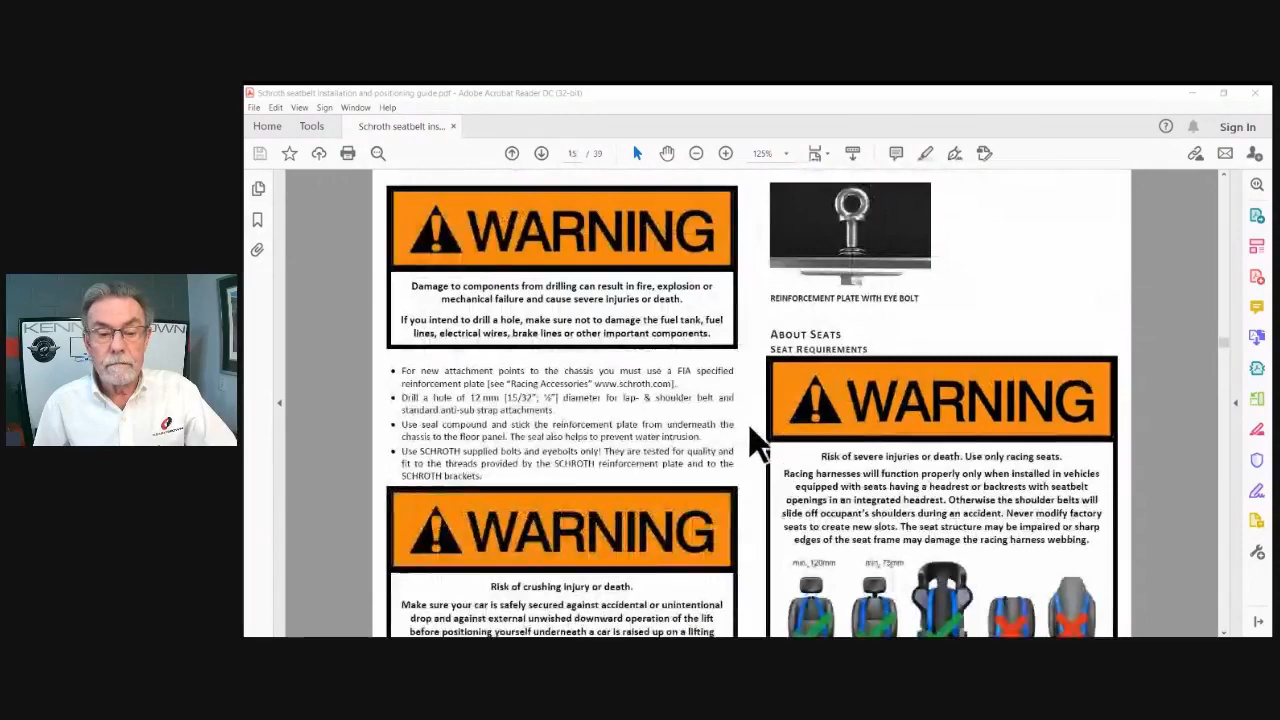 Schroth seatbelt installation and positioning guide.pdf - Adobe Acrobat Reader DC (32-bit)
File Edit View Sign Window Help
Home Tools Schroth seatbelt ins... × Sign In
15 / 39 125%
WARNING
Damage to components from drilling can result in fire, explosion or
mechanical failure and cause severe injuries or death.
If you intend to drill a hole, make sure not to damage the fuel tank, fuel
lines, electrical wires, brake lines or other important components.
• For new attachment points to the chassis you must use a FIA specified
reinforcement plate [see "Racing Accessories" www.schroth.com].
• Drill a hole of 12 mm [15/32"; ½"] diameter for lap- & shoulder belt and
standard anti-sub strap attachments.
• Use seal compound and stick the reinforcement plate from underneath the
chassis to the floor panel. The seal also helps to prevent water intrusion.
• Use SCHROTH supplied bolts and eyebolts only! They are tested for quality and
fit to the threads provided by the SCHROTH reinforcement plate and to the
SCHROTH brackets.
WARNING
Risk of crushing injury or death.
Make sure your car is safely secured against accidental or unintentional
drop and against external unwished downward operation of the lift
before positioning yourself underneath a car is raised up on a lifting
REINFORCEMENT PLATE WITH EYE BOLT
ABOUT SEATS
SEAT REQUIREMENTS
WARNING
Risk of severe injuries or death. Use only racing seats.
Racing harnesses will function properly only when installed in vehicles
equipped with seats having a headrest or backrests with seatbelt
openings in an integrated headrest. Otherwise the shoulder belts will
slide off occupant's shoulders during an accident. Never modify factory
seats to create new slots. The seat structure may be impaired or sharp
edges of the seat frame may damage the racing harness webbing.
min. 120mm min. 75mm